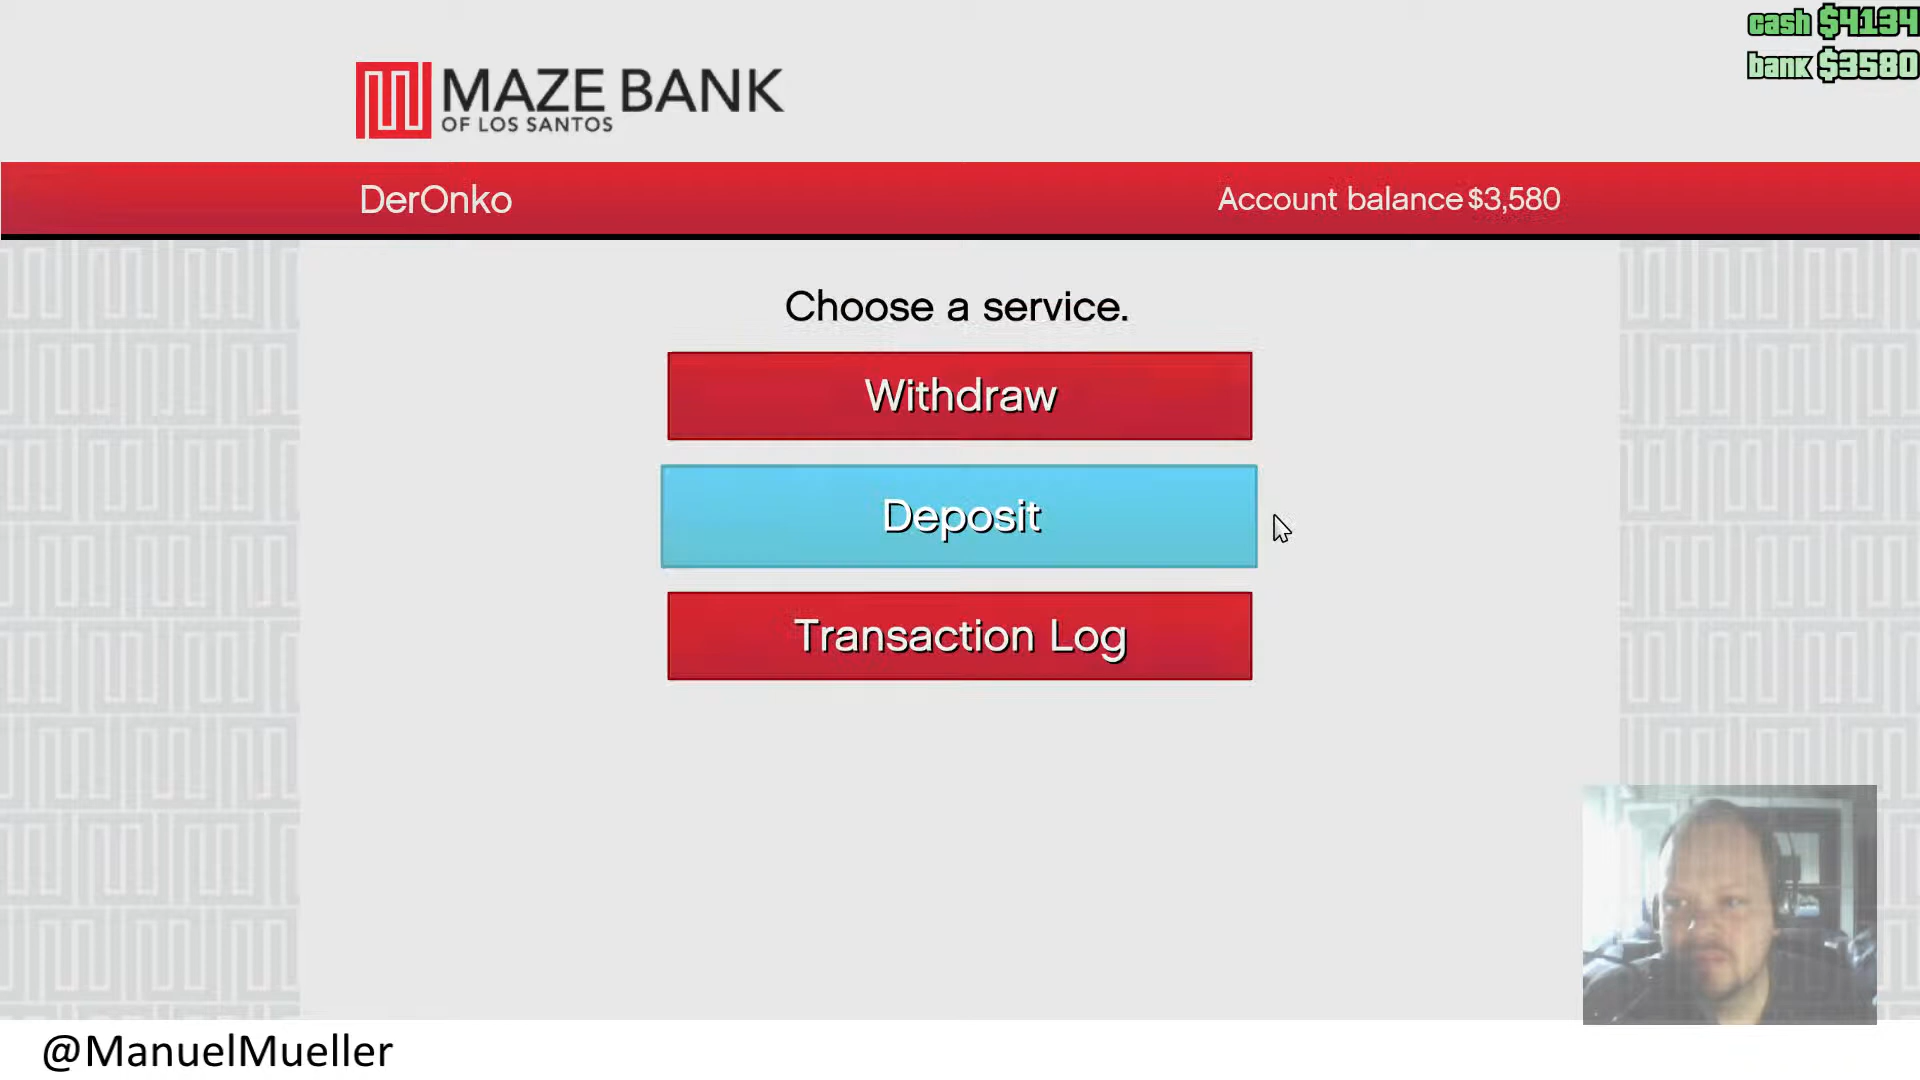 cash $4134
bank $3580
MAZE BANK
OF LOS SANTOS
DerOnko
Account balance $3,580
Choose a service.
Withdraw
Deposit
Transaction Log
@ManuelMueller